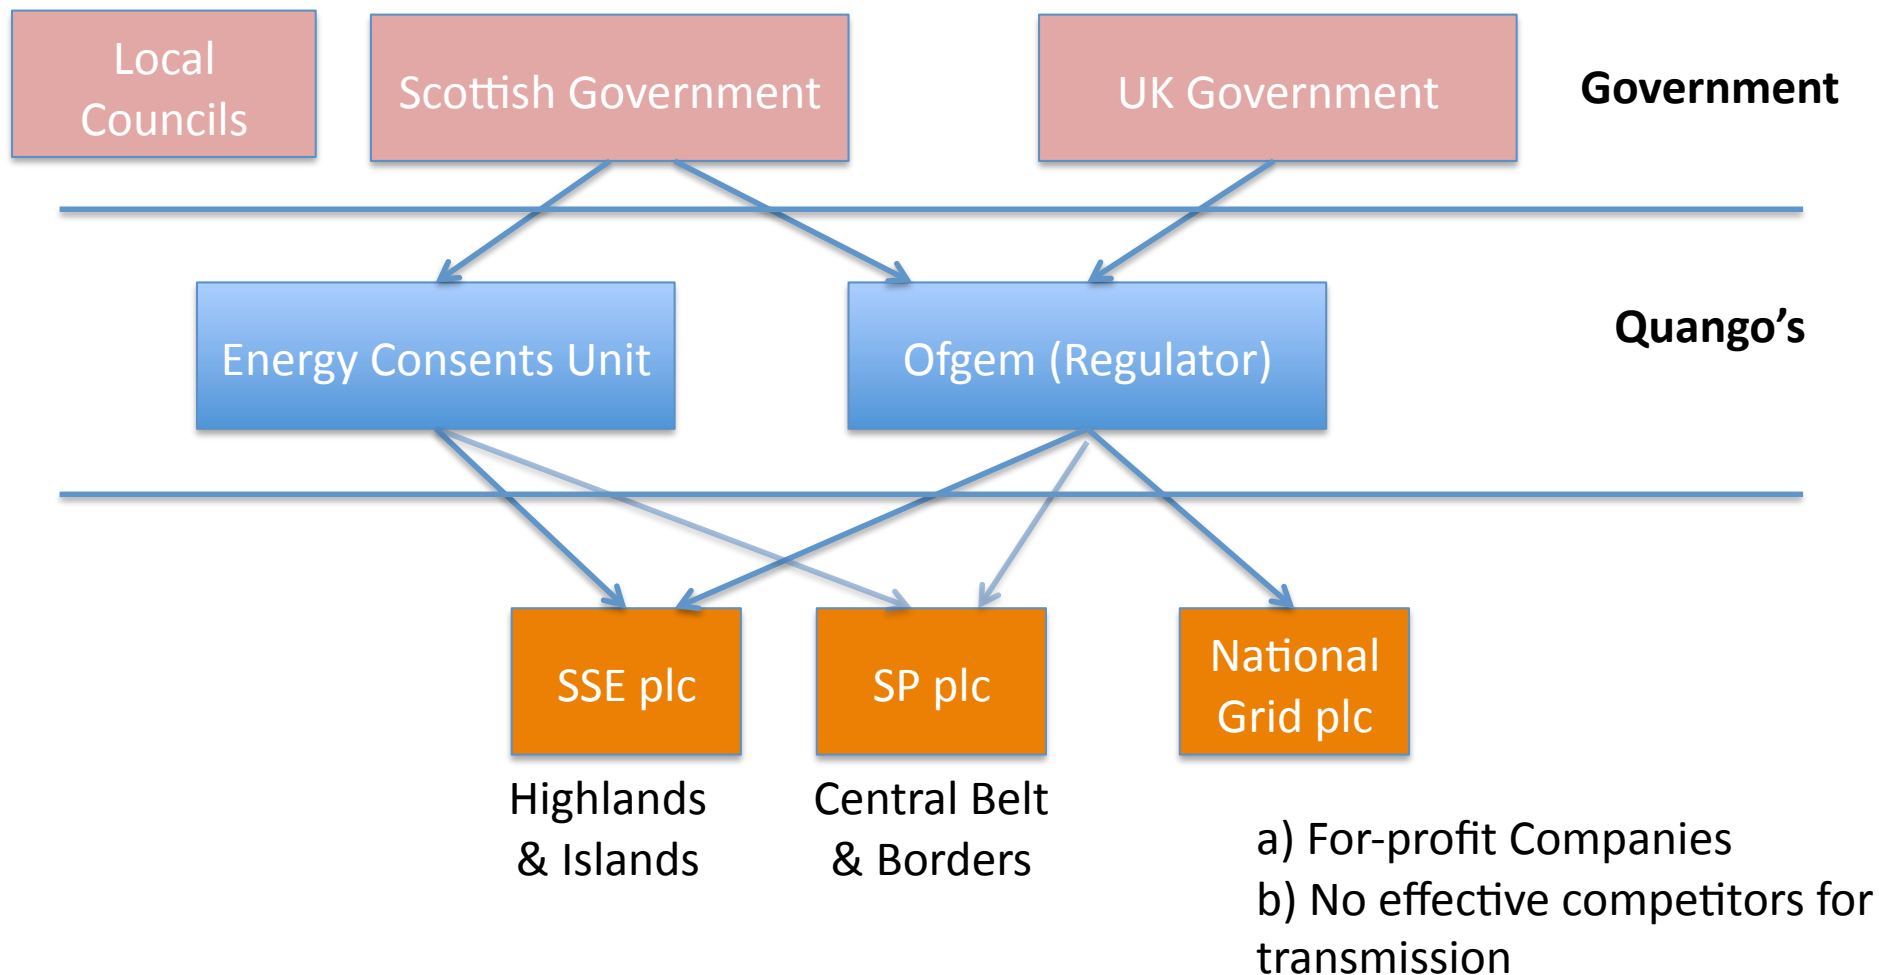 Local
Councils
Scottish Government
UK Government
Government
Energy Consents Unit
Ofgem (Regulator)
Quango’s
SSE plc
SP plc
National
Grid plc
Highlands
& Islands
Central Belt
& Borders
a) For-profit Companies
b) No effective competitors for
transmission